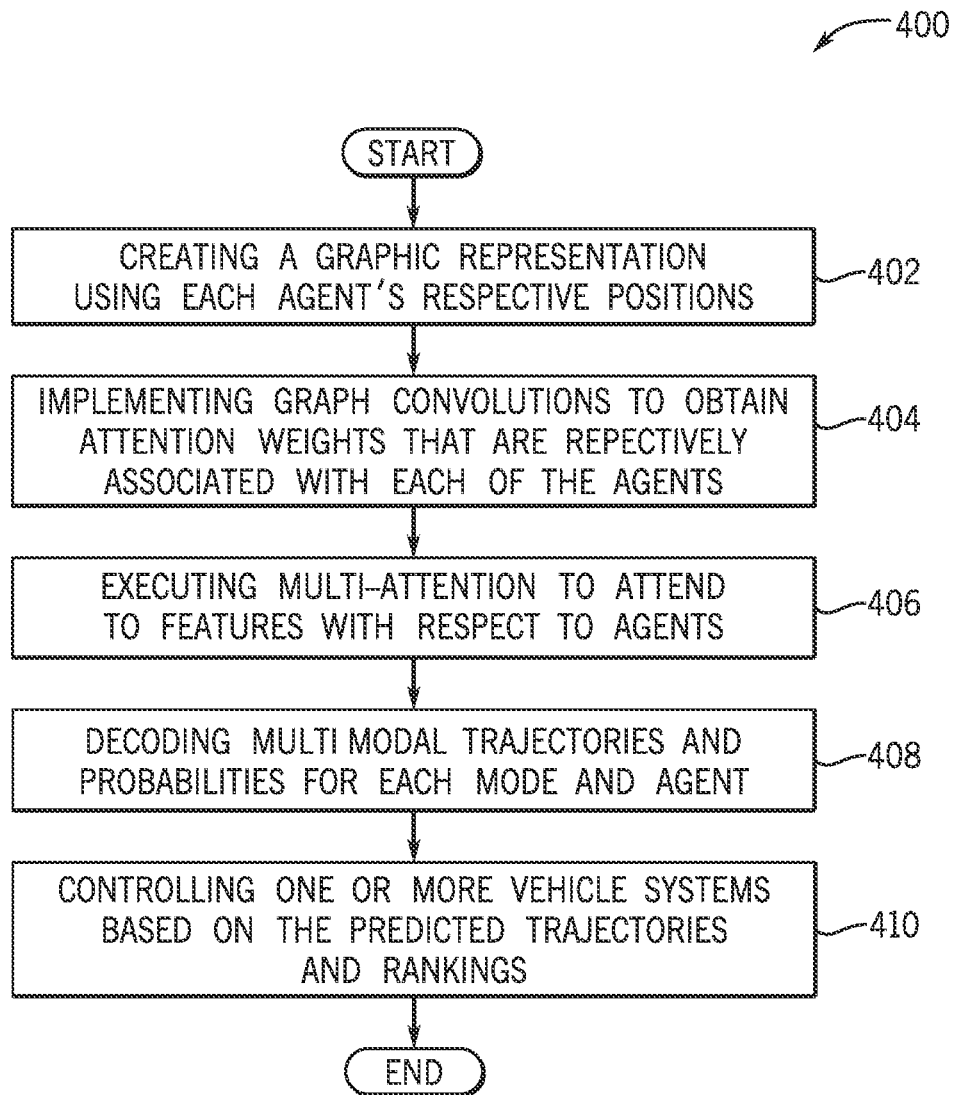 400
START
CREATING A GRAPHIC REPRESENTATION
USING EACH AGENT'S RESPECTIVE POSITIONS
402
IMPLEMENTING GRAPH CONVOLUTIONS TO OBTAIN
ATTENTION WEIGHTS THAT ARE REPECTIVELY
ASSOCIATED WITH EACH OF THE AGENTS
404
EXECUTING MULTI-ATTENTION TO ATTEND
TO FEATURES WITH RESPECT TO AGENTS
406
DECODING MULTI MODAL TRAJECTORIES AND
PROBABILITIES FOR EACH MODE AND AGENT
408
CONTROLLING ONE OR MORE VEHICLE SYSTEMS
BASED ON THE PREDICTED TRAJECTORIES
AND RANKINGS
410
END